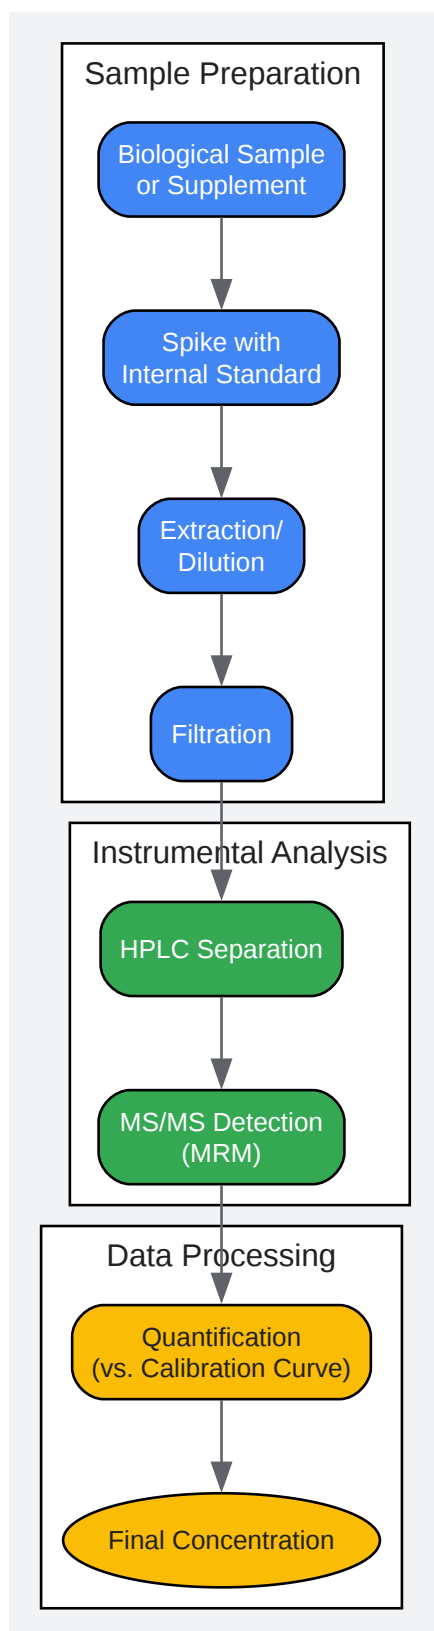 Sample Preparation
Biological Sample
or Supplement
Spike with
Internal Standard
Extraction/
Dilution
Filtration
Instrumental Analysis
HPLC Separation
MS/MS Detection
(MRM)
Data Processing
Quantification
(vs. Calibration Curve)
Final Concentration